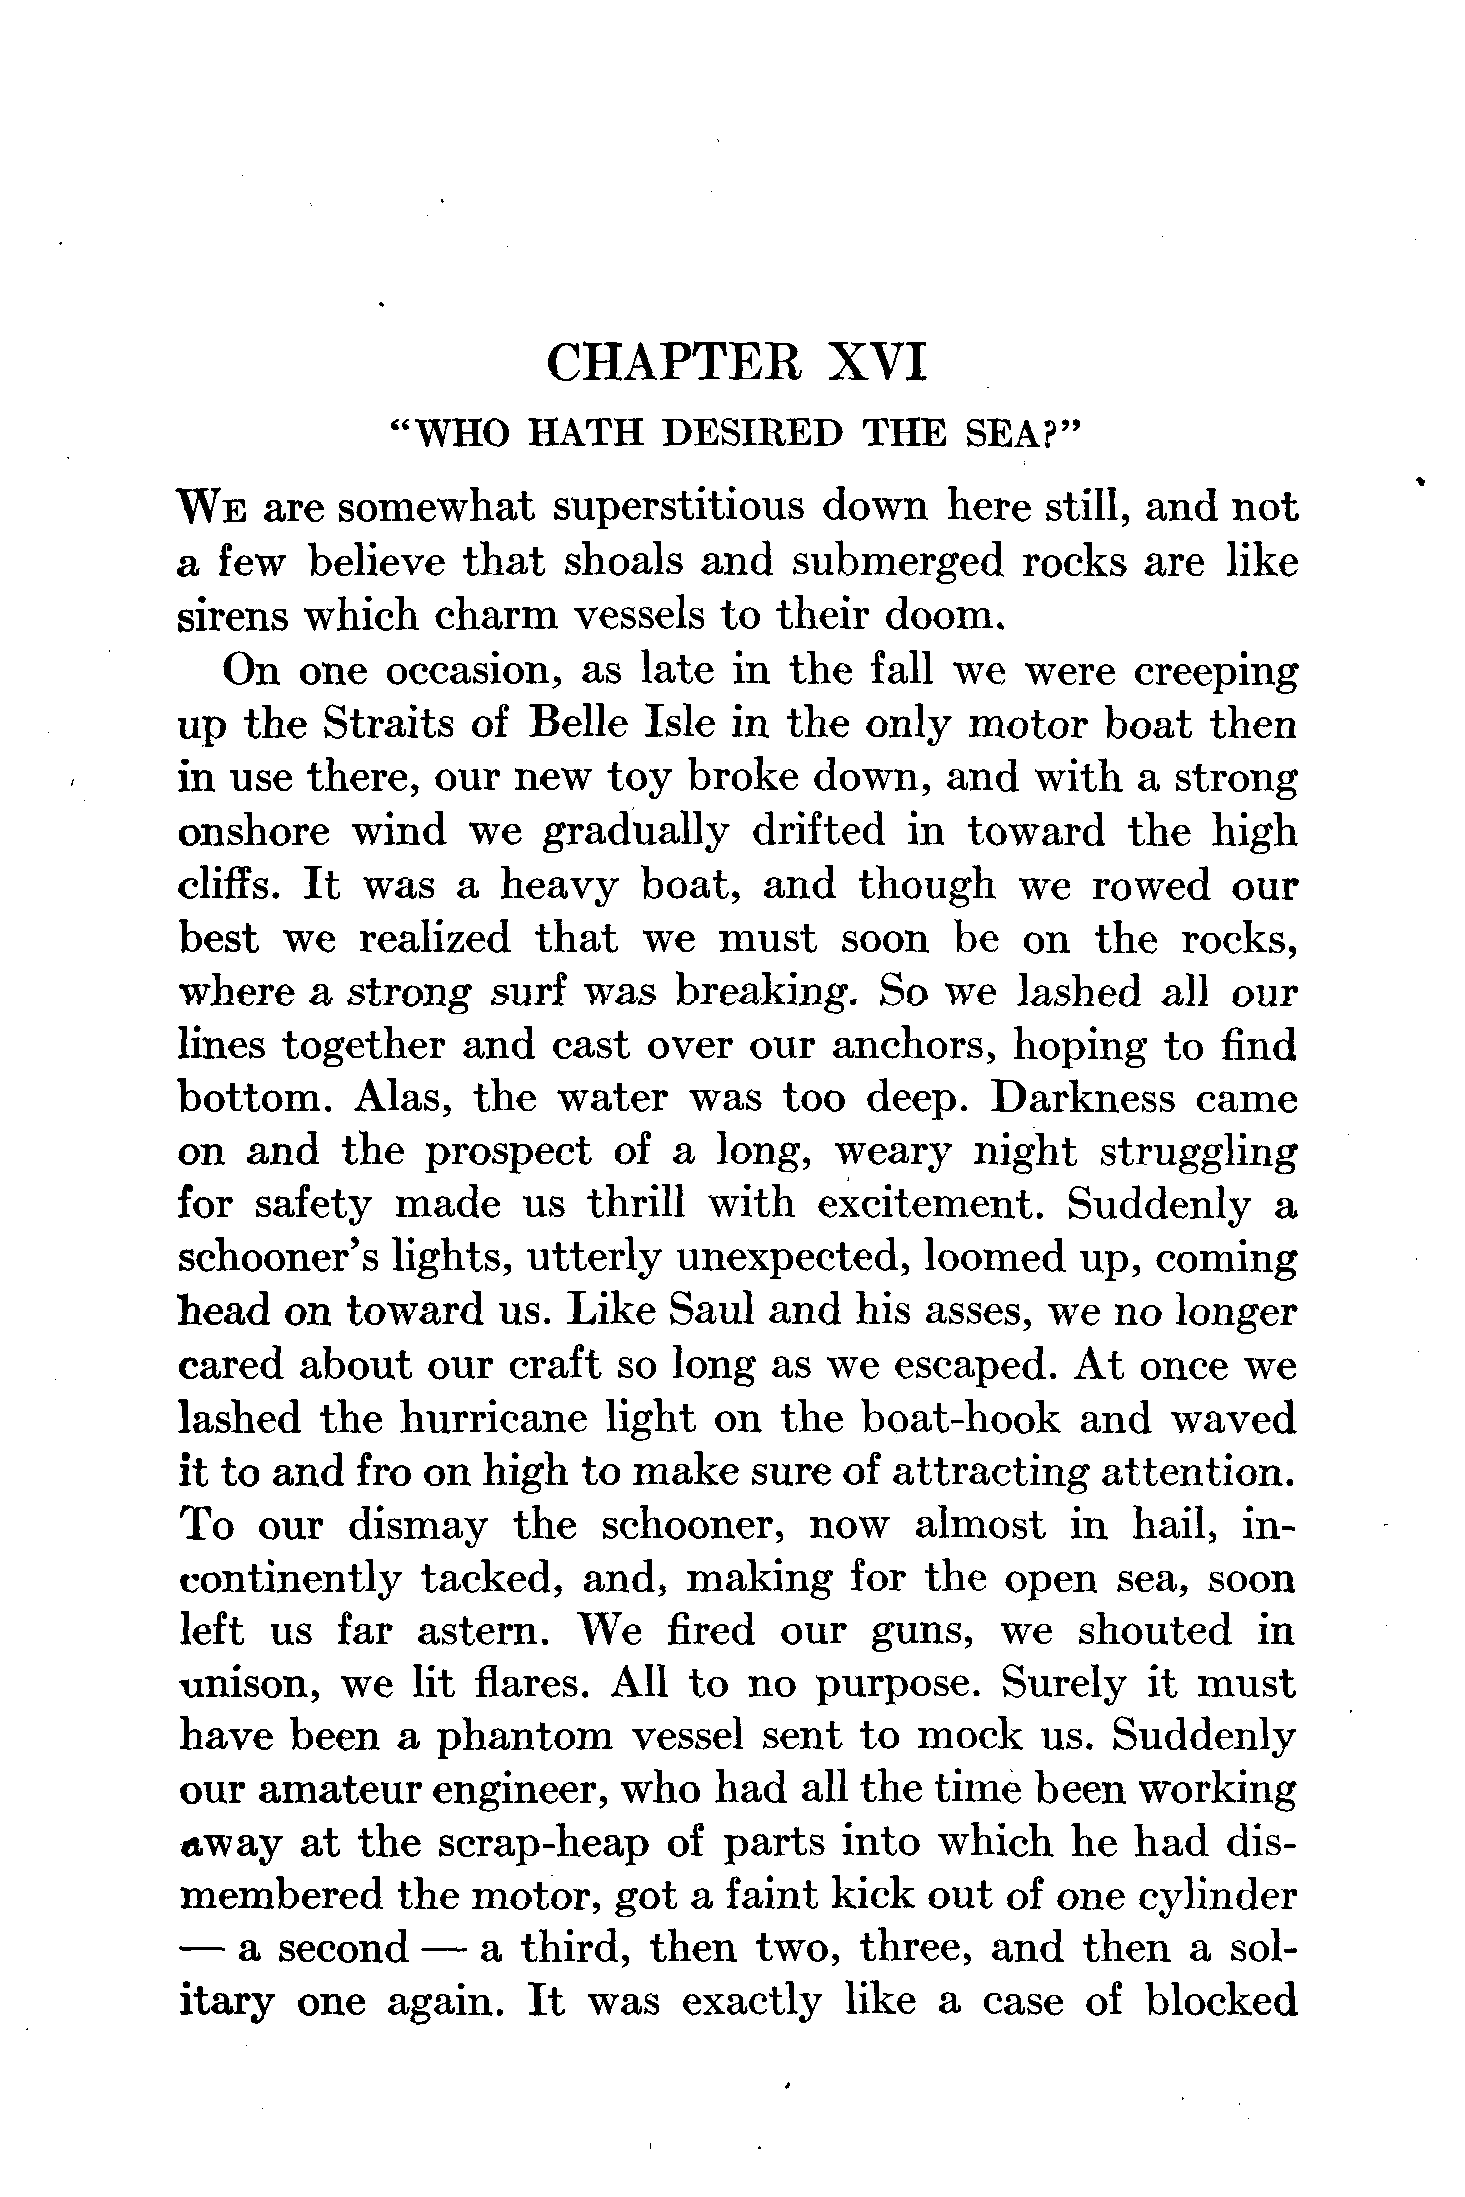 CHAPTER XVI
"WHO HATH DESIRED THE SEA?"
WE are somewhat superstitious down here still, and not
a few believe that shoals and submerged rocks are like
sirens which charm vessels to their doom.
On one occasion, as late in the fall we were creeping
up the Straits of Belle Isle in the only motor boat then
in use there, our new toy broke down, and with a strong
onshore wind we gradually drifted in toward the high
cliffs. It was a heavy boat, and though we rowed our
best we realized that we must soon be on the rocks,
where a strong surf was breaking. So we lashed all our
lines together and cast over our anchors, hoping to find
bottom. Alas, the water was too deep. Darkness came
on and the prospect of a long, weary night struggling
for safety made us thrill with excitement. Suddenly a
schooner's lights, utterly unexpected, loomed up, coming
head on toward us. Like Saul and his asses, we no longer
cared about our craft so long as we escaped. At once we
lashed the hurricane light on the boat-hook and waved
it to and fro on high to make sure of attracting attention.
To our dismay the schooner, now almost in hail, in-
continently tacked, and, making for the open sea, soon
left us far astern. We fired our guns, we shouted in
unison, we lit flares. All to no purpose. Surely it must
have been a phantom vessel sent to mock us. Suddenly
our amateur engineer, who had all the time been working
away at the scrap-heap of parts into which he had dis-
membered the motor, got a faint kick out of one cylinder
— a second — a third, then two, three, and then a sol-
itary one again. It was exactly like a case of blocked